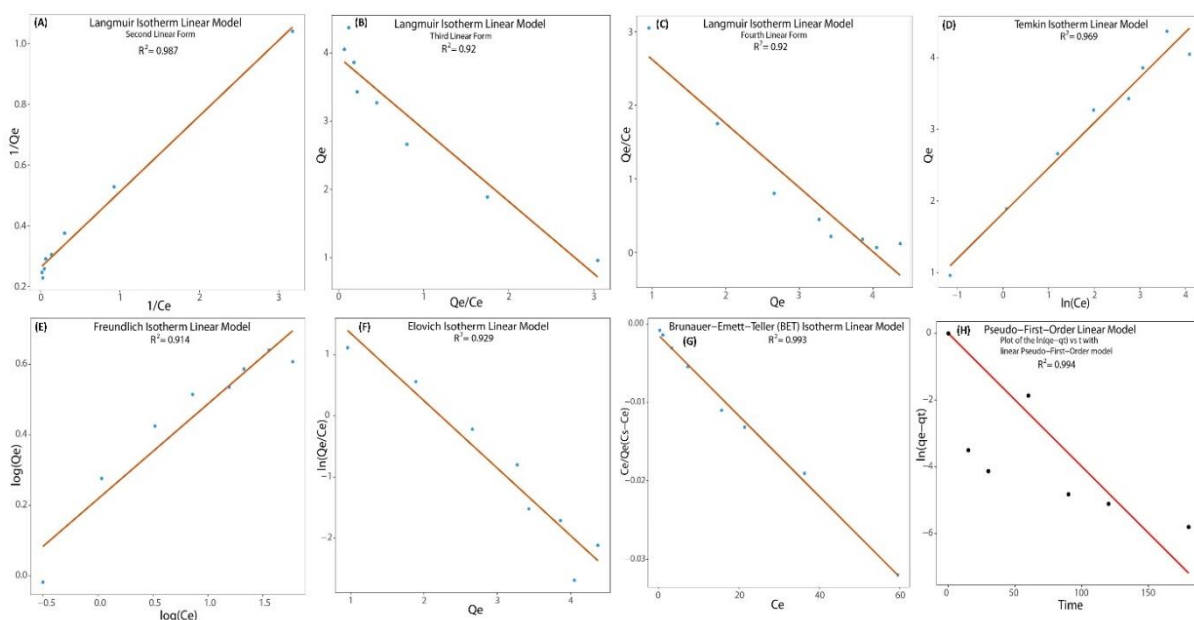 (A) Langmuir Isotherm Linear Model
Second Linear Form
R²= 0.987
1/Qe
1.0
0.8
0.6
0.4
0.2
0
1
2
3
1/Ce
(B) Langmuir Isotherm Linear Model
Third Linear Form
R²= 0.92
Qe
4
3
2
1
0
1
2
3
Qe/Ce
(C) Langmuir Isotherm Linear Model
Fourth Linear Form
R²= 0.92
Qe/Ce
3
2
1
0
1
2
3
4
Qe
(D) Temkin Isotherm Linear Model
R²= 0.969
Qe
4
3
2
1
-1
0
1
2
3
4
ln(Ce)
(E) Freundlich Isotherm Linear Model
R²= 0.914
log(Qe)
0.6
0.4
0.2
0.0
-0.5
0.0
0.5
1.0
1.5
log(Ce)
(F) Elovich Isotherm Linear Model
R²= 0.929
ln(Qe/Ce)
1
0
-1
-2
1
2
3
4
Qe
Brunauer-Emett-Teller (BET) Isotherm Linear Model
(G) R²= 0.993
Ce/Qe(Cs-Ce)
0.00
-0.01
-0.02
-0.03
0
20
40
60
Ce
(H) Pseudo-First-Order Linear Model
Plot of the ln(qe-qt) vs t with
linear Pseudo-First-Order model
R²= 0.994
ln(qe-qt)
0
-2
-4
-6
0
50
100
150
Time